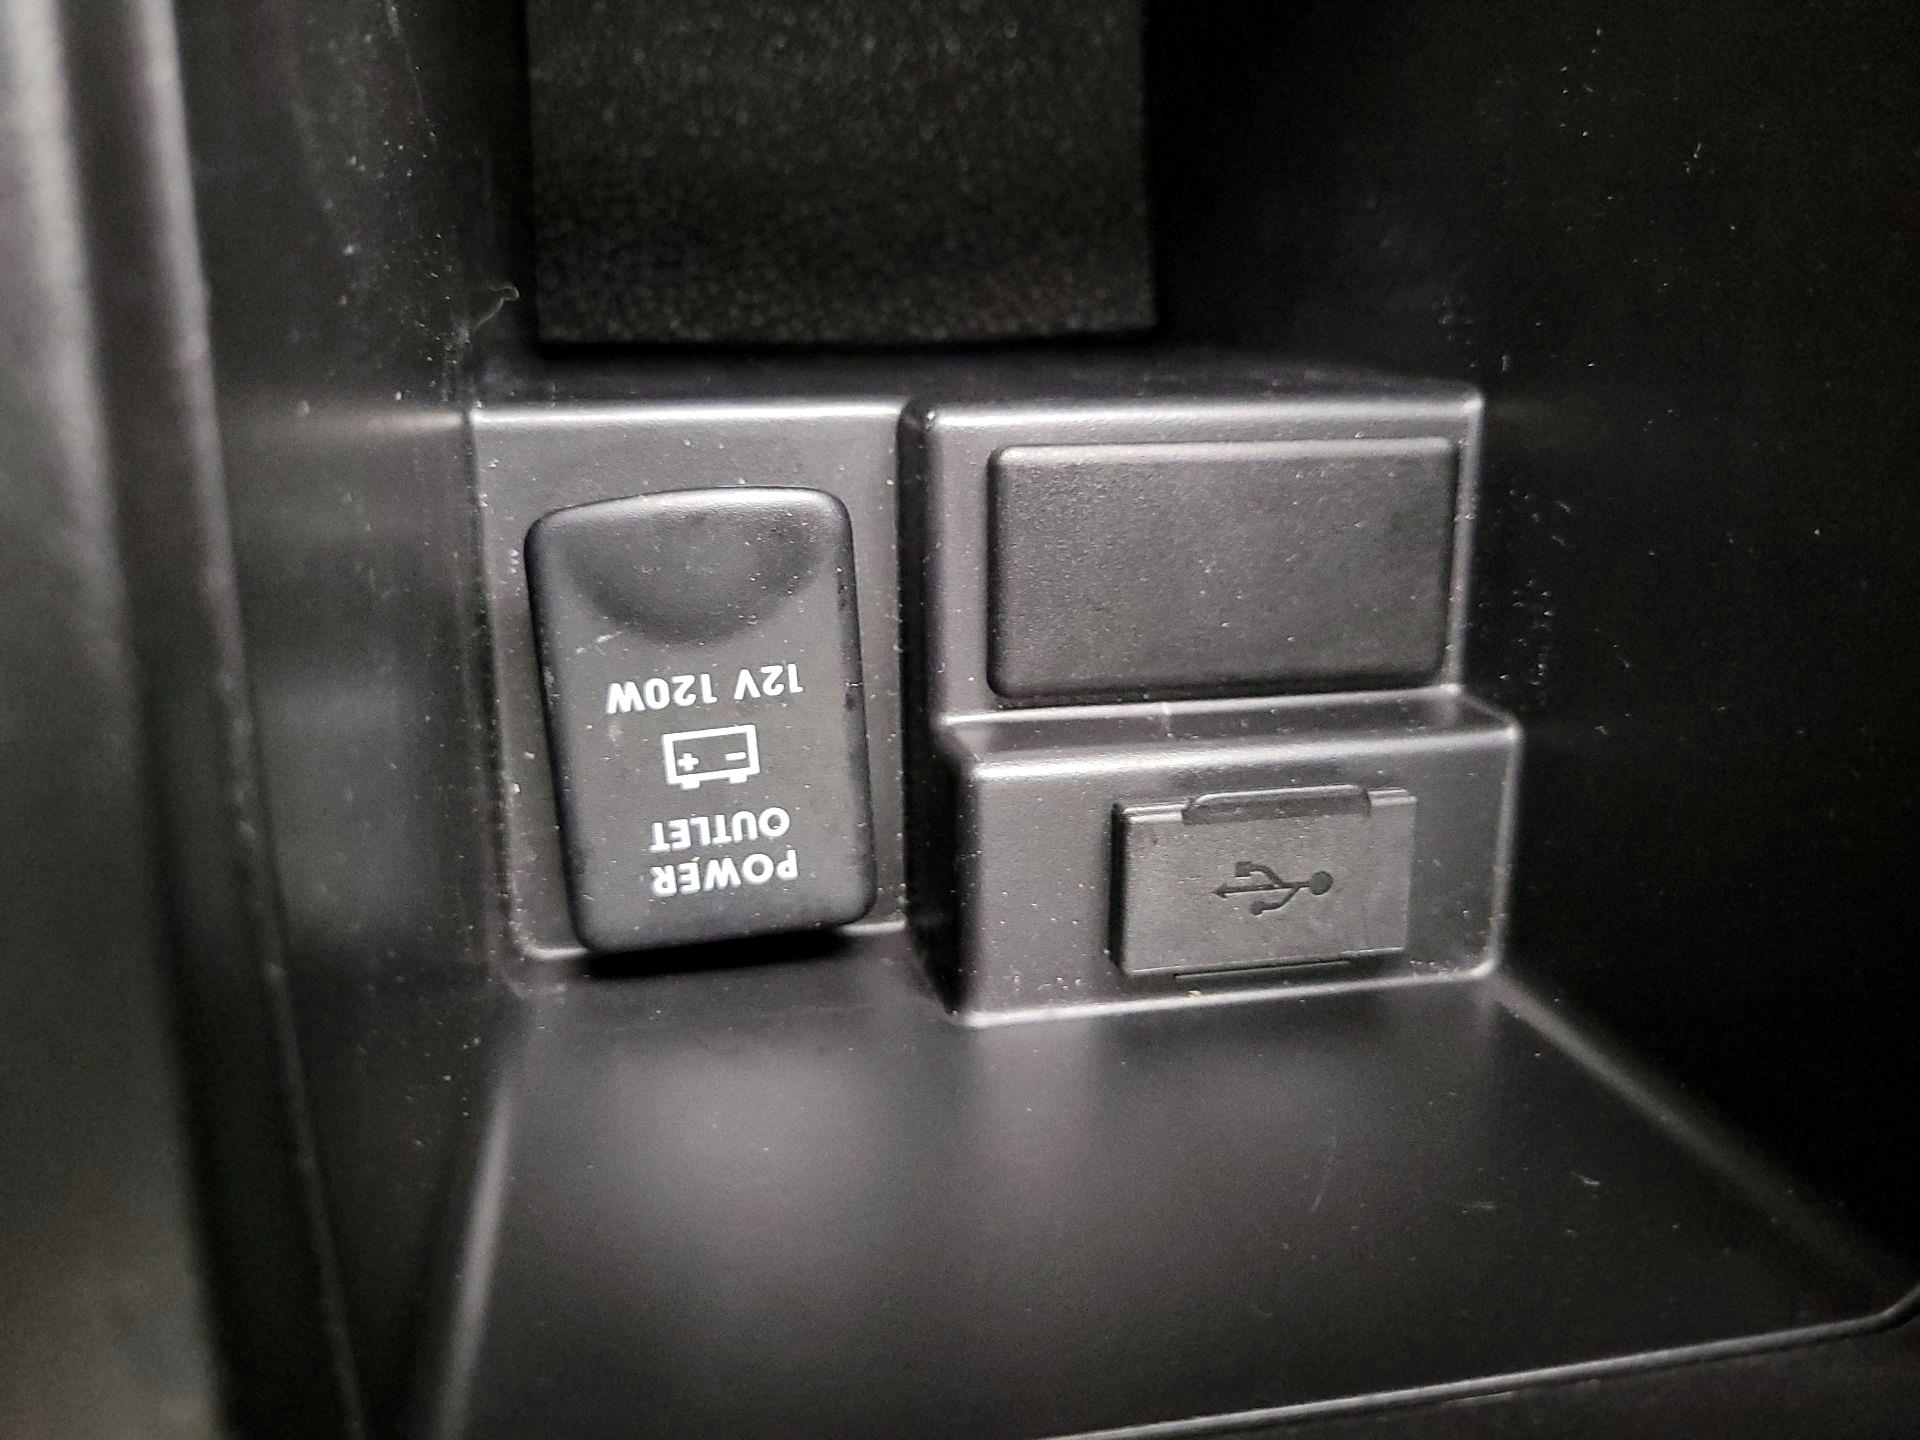 POWER
OUTLET
- +
12V 120W